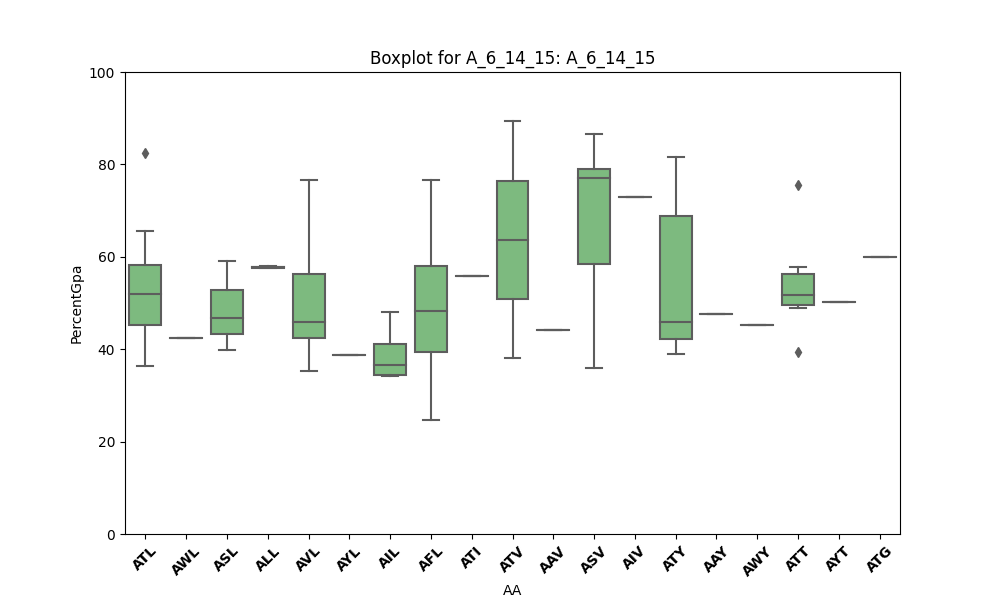 Boxplot for A_6_14_15: A_6_14_15
100
80
60
40
20
0
PercentGpa
ATL AWL ASL ALL AVL AYL AIL AFL ATI ATV AAV ASV AIV ATY AAY AWY ATT AYT ATG
AA